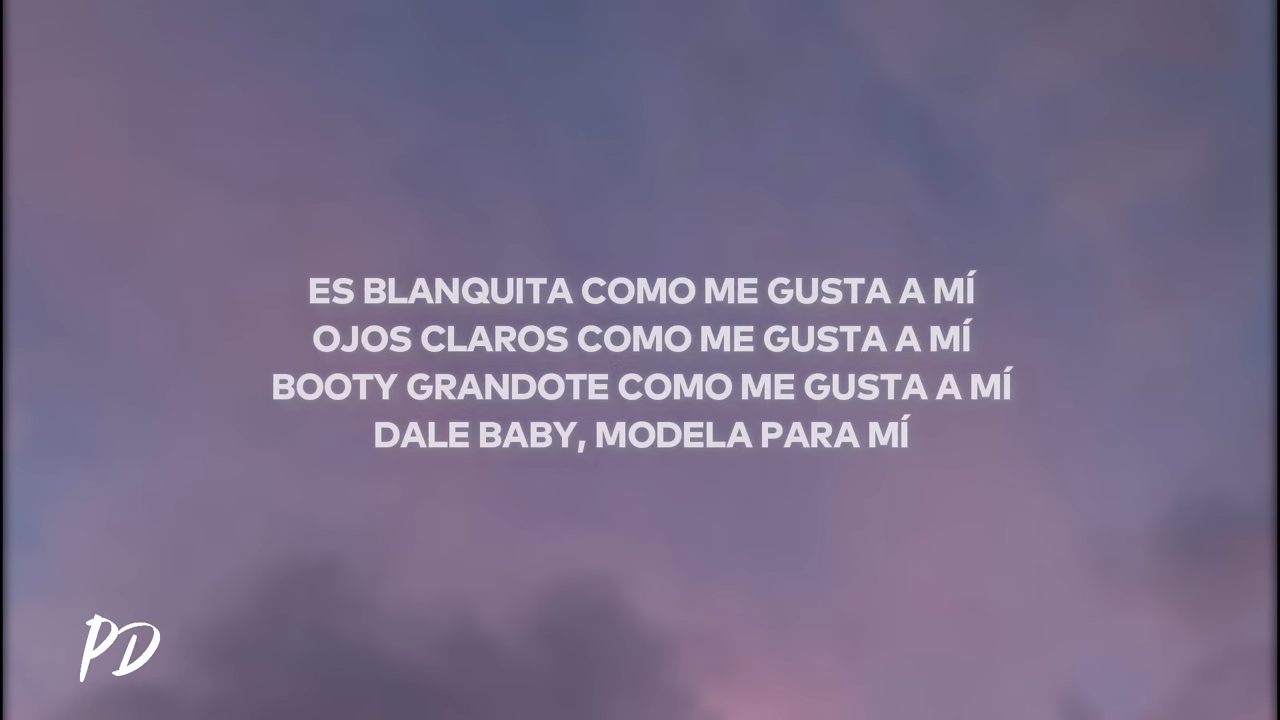 ES BLANQUITA COMO ME GUSTA A MÍ
OJOS CLAROS COMO ME GUSTA A MÍ
BOOTY GRANDOTE COMO ME GUSTA A MÍ
DALE BABY, MODELA PARA MÍ
PD